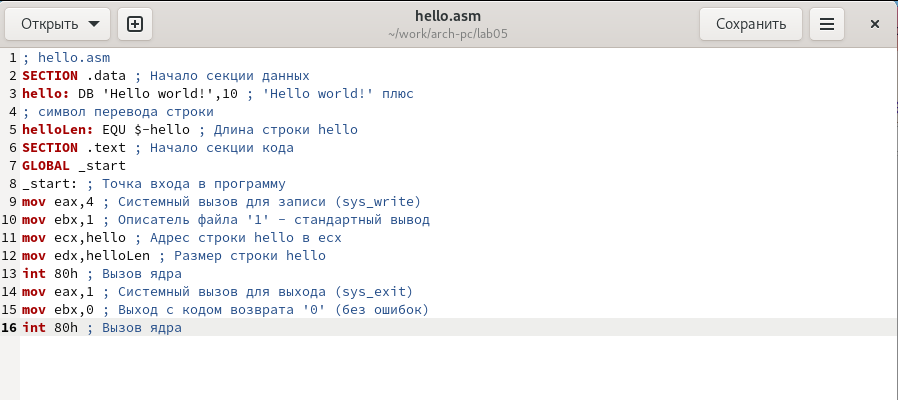 Открыть
hello.asm
~/work/arch-pc/lab05
Сохранить
1 ; hello.asm
2 SECTION .data ; Начало секции данных
3 hello: DB 'Hello world!',10 ; 'Hello world!' плюс
4 ; символ перевода строки
5 helloLen: EQU $-hello ; Длина строки hello
6 SECTION .text ; Начало секции кода
7 GLOBAL _start
8 _start: ; Точка входа в программу
9 mov eax,4 ; Системный вызов для записи (sys_write)
10 mov ebx,1 ; Описатель файла '1' - стандартный вывод
11 mov ecx,hello ; Адрес строки hello в ecx
12 mov edx,helloLen ; Размер строки hello
13 int 80h ; Вызов ядра
14 mov eax,1 ; Системный вызов для выхода (sys_exit)
15 mov ebx,0 ; Выход с кодом возврата '0' (без ошибок)
16 int 80h ; Вызов ядра